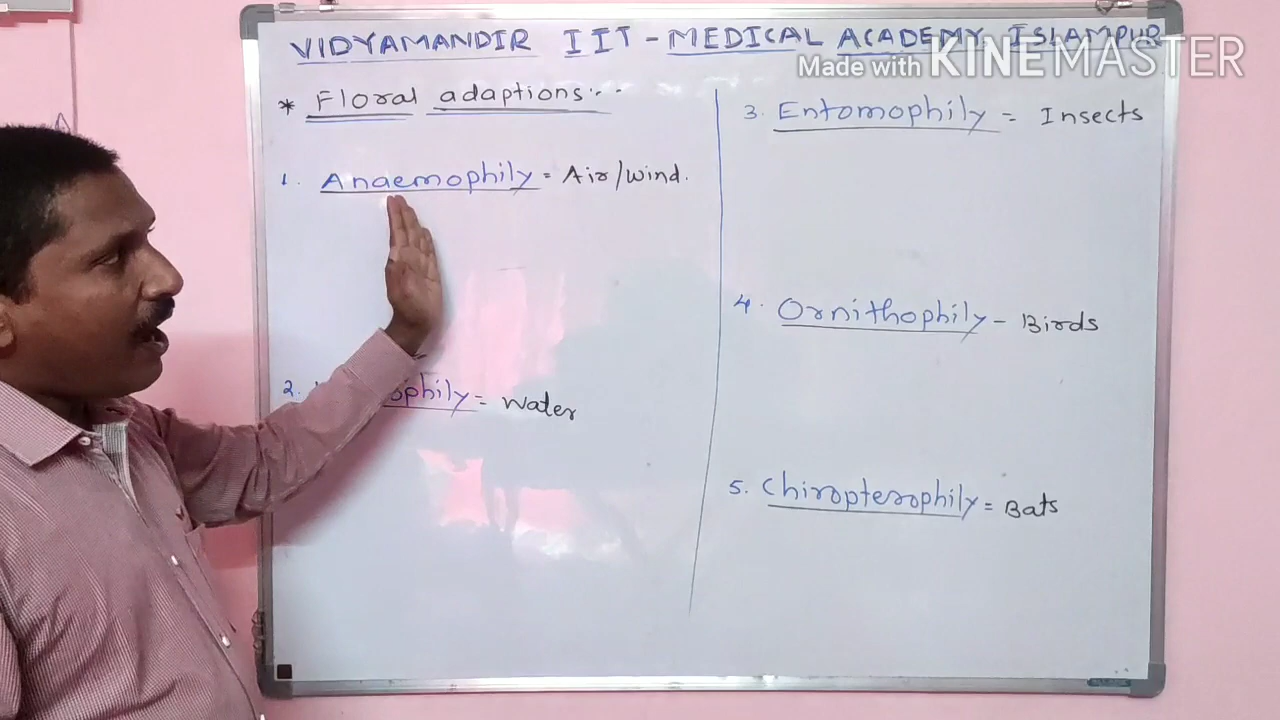 VIDYAMANDIR IIT - MEDICAL ACADEMY ISLAMPUR
Made with KINEMASTER
* Floral adaptions...
1. Anaemophily = Air/wind.
2. ophily = Water
3. Entomophily = Insects
4. Ornithophily - Birds
5. Chiropterophily = Bats